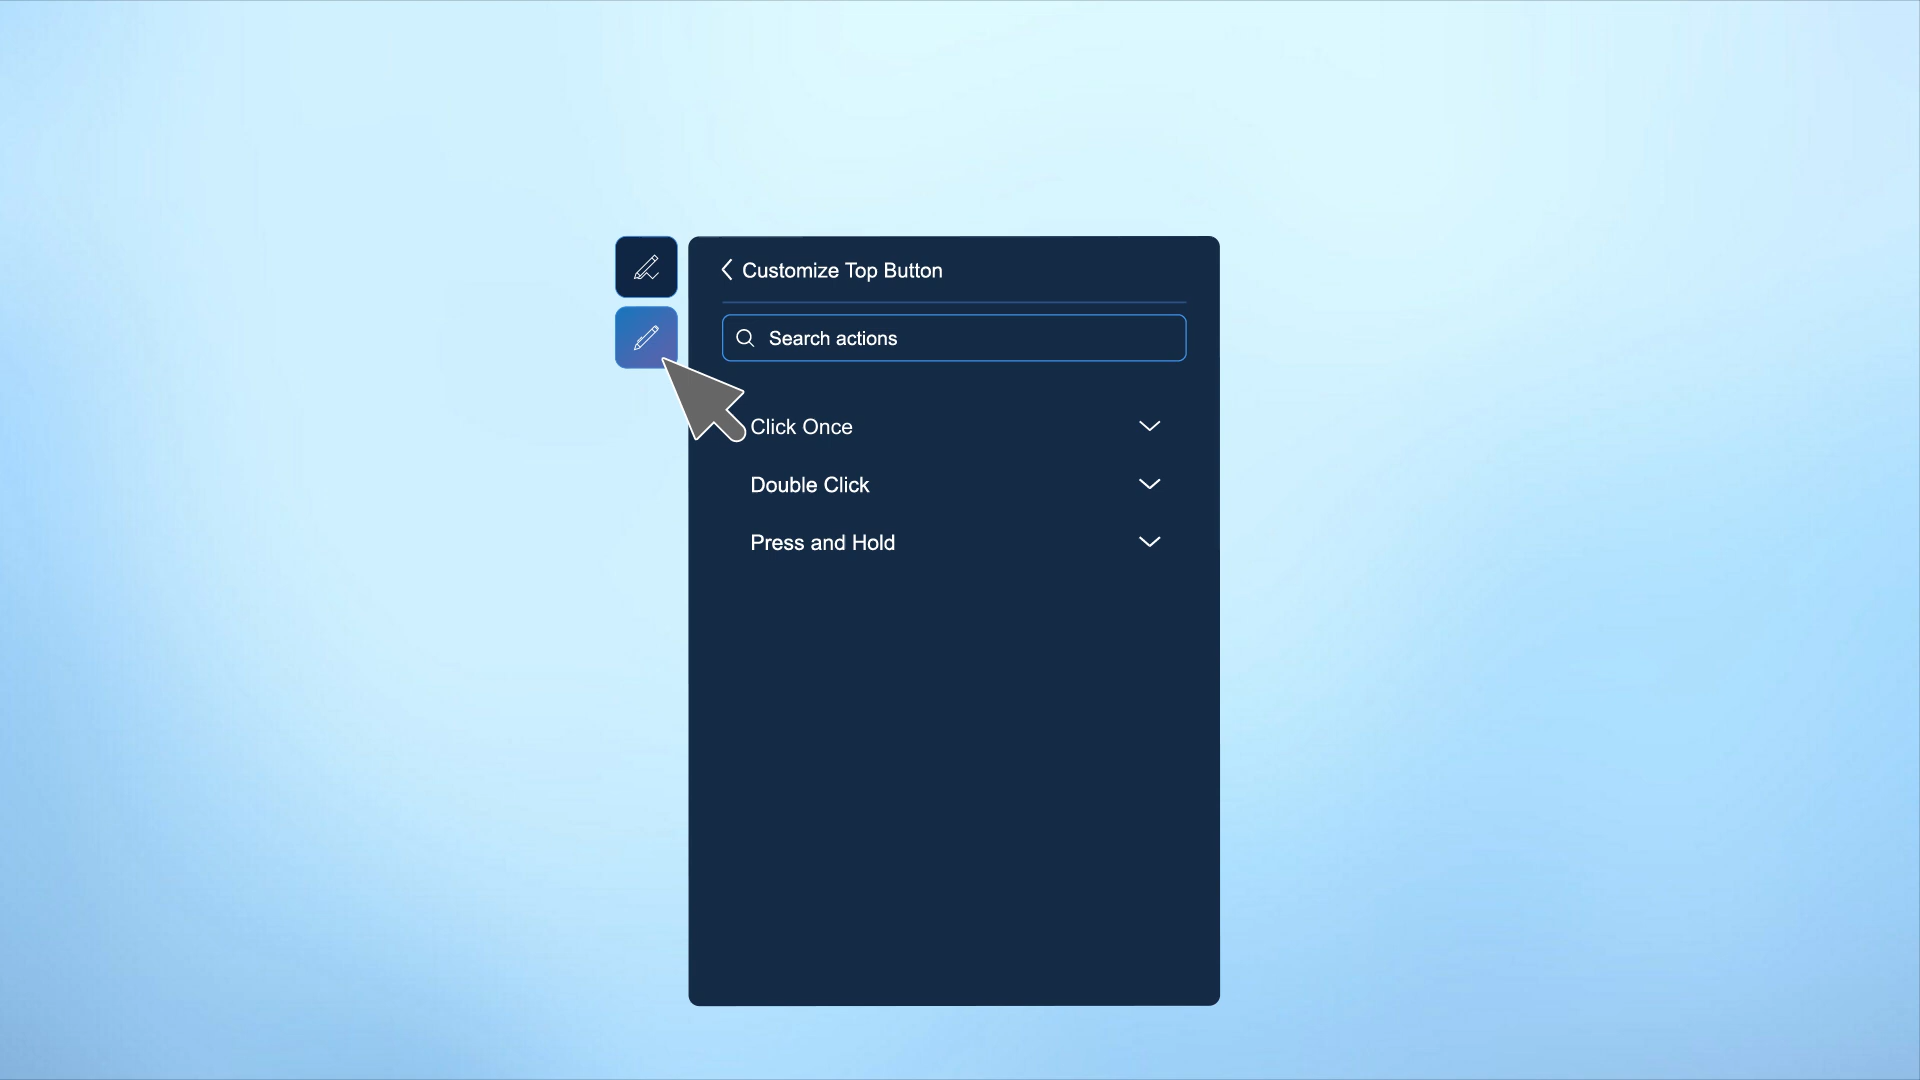 Customize Top Button
Search actions
Click Once
Double Click
Press and Hold